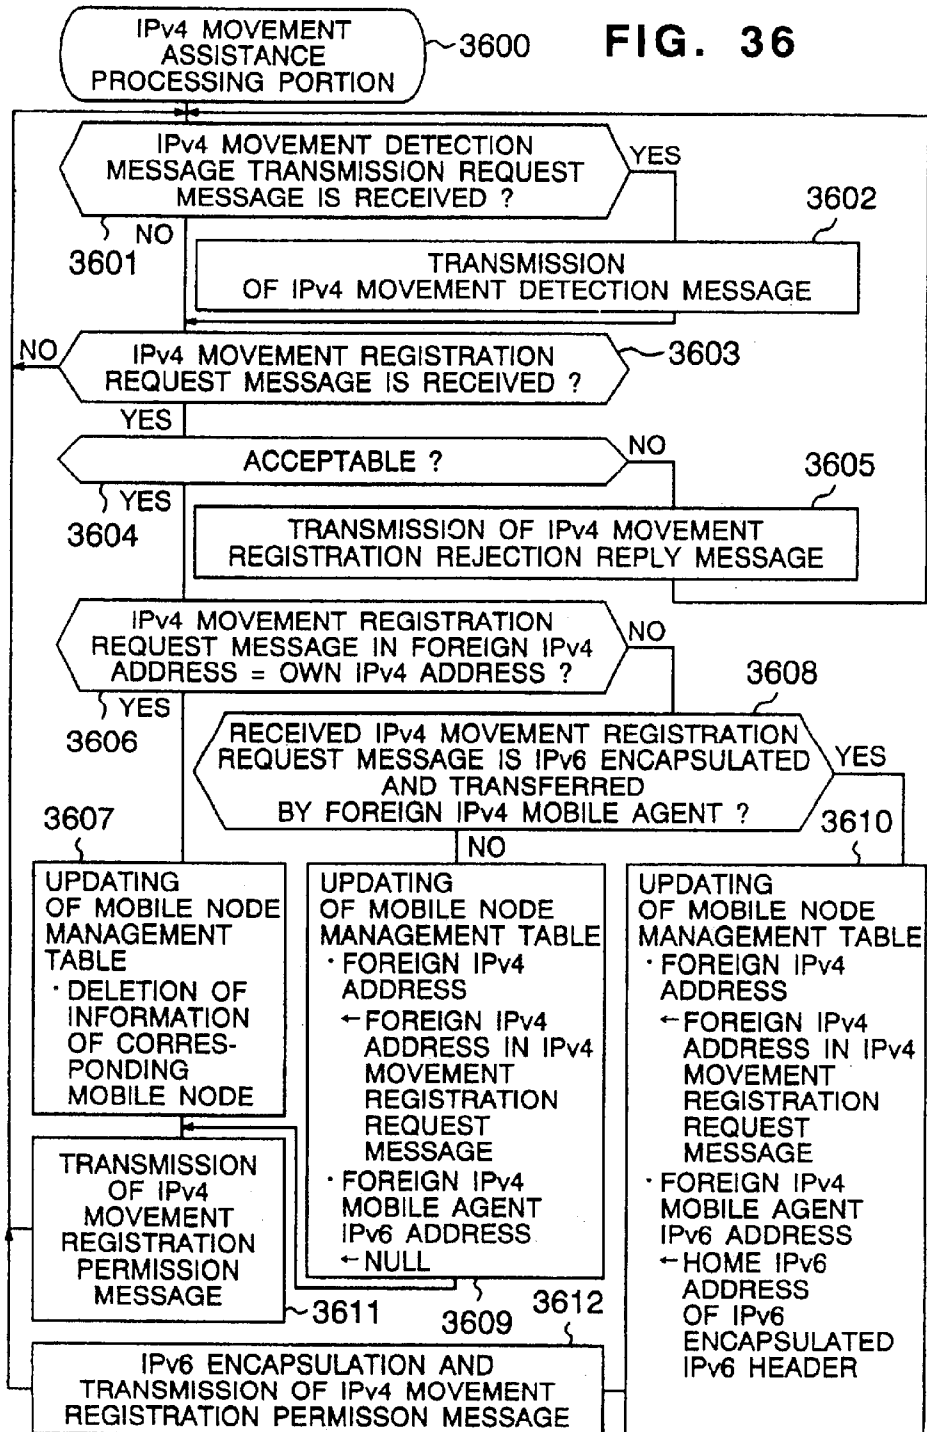 FIG. 36
IPv4 MOVEMENT
ASSISTANCE
PROCESSING PORTION
3600
IPv4 MOVEMENT DETECTION
MESSAGE TRANSMISSION REQUEST
MESSAGE IS RECEIVED ?
YES
NO
3601
3602
TRANSMISSION
OF IPv4 MOVEMENT DETECTION MESSAGE
NO
IPv4 MOVEMENT REGISTRATION
REQUEST MESSAGE IS RECEIVED ?
3603
YES
ACCEPTABLE ?
NO
YES
3604
3605
TRANSMISSION OF IPv4 MOVEMENT
REGISTRATION REJECTION REPLY MESSAGE
IPv4 MOVEMENT REGISTRATION
REQUEST MESSAGE IN FOREIGN IPv4
ADDRESS = OWN IPv4 ADDRESS ?
NO
YES
3606
3608
RECEIVED IPv4 MOVEMENT REGISTRATION
REQUEST MESSAGE IS IPv6 ENCAPSULATED
AND TRANSFERRED
BY FOREIGN IPv4 MOBILE AGENT ?
YES
NO
3607
UPDATING
OF MOBILE NODE
MANAGEMENT
TABLE
· DELETION OF
INFORMATION
OF CORRES-
PONDING
MOBILE NODE
UPDATING
OF MOBILE NODE
MANAGEMENT TABLE
· FOREIGN IPv4
ADDRESS
←FOREIGN IPv4
ADDRESS IN IPv4
MOVEMENT
REGISTRATION
REQUEST
MESSAGE
· FOREIGN IPv4
MOBILE AGENT
IPv6 ADDRESS
←NULL
3609
3610
UPDATING
OF MOBILE NODE
MANAGEMENT TABLE
· FOREIGN IPv4
ADDRESS
←FOREIGN IPv4
ADDRESS IN IPv4
MOVEMENT
REGISTRATION
REQUEST
MESSAGE
· FOREIGN IPv4
MOBILE AGENT
IPv6 ADDRESS
←HOME IPv6
ADDRESS
OF IPv6
ENCAPSULATED
IPv6 HEADER
TRANSMISSION
OF IPv4
MOVEMENT
REGISTRATION
PERMISSION
MESSAGE
3611
3612
IPv6 ENCAPSULATION AND
TRANSMISSION OF IPv4 MOVEMENT
REGISTRATION PERMISSON MESSAGE